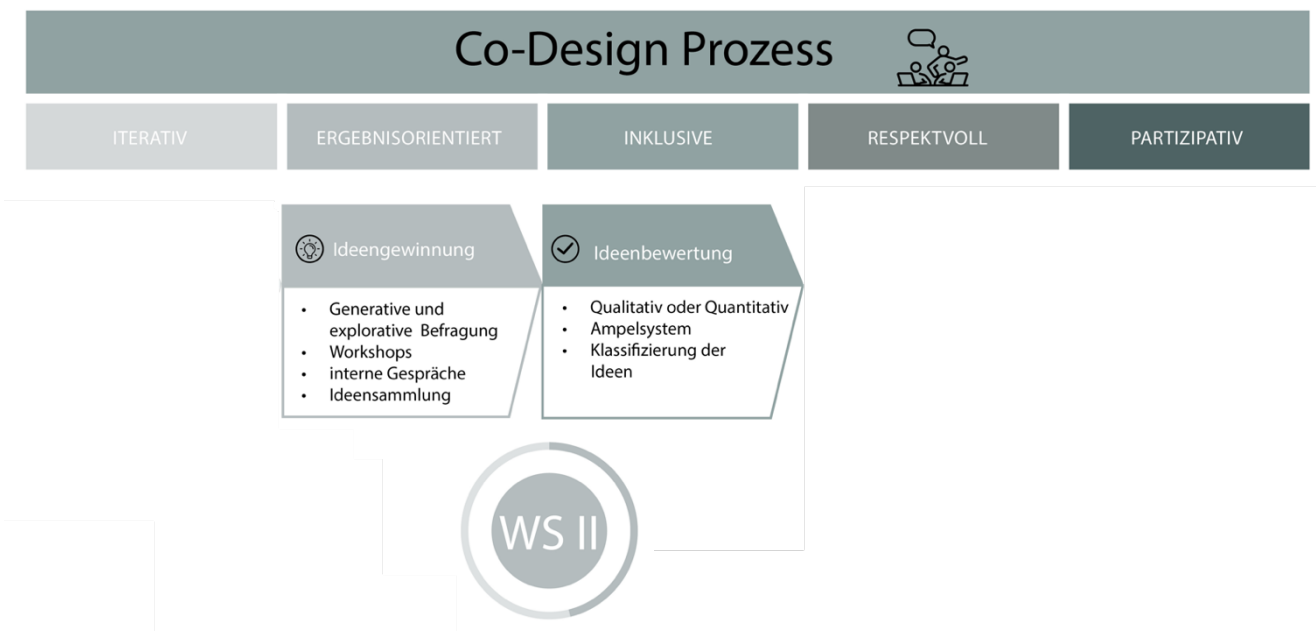 Co-Design Prozess
ITERATIV
ERGEBNISORIENTIERT
INKLUSIVE
RESPEKTVOLL
PARTIZIPATIV
Ideengewinnung
• Generative und
explorative Befragung
• Workshops
• interne Gespräche
• Ideensammlung
Ideenbewertung
• Qualitativ oder Quantitativ
• Ampelsystem
• Klassifizierung der
Ideen
WS II